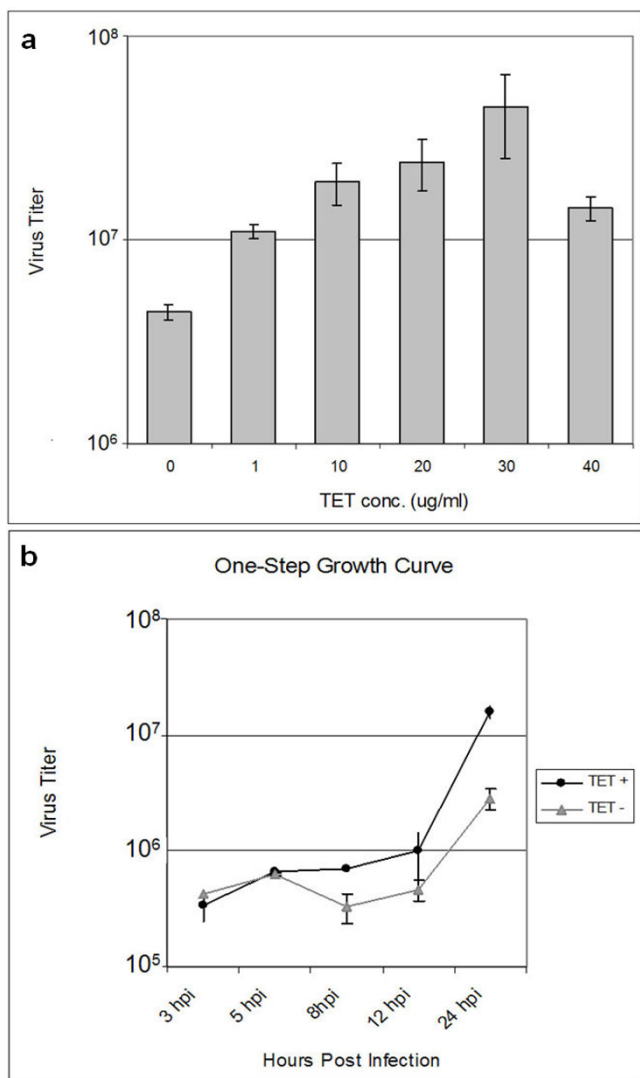 a
10⁸
10⁷
10⁶
Virus Titer
0 1 10 20 30 40
TET conc. (ug/ml)
b
One-Step Growth Curve
10⁸
10⁷
10⁶
10⁵
Virus Titer
TET +
TET -
3 hpi 5 hpi 8hpi 12 hpi 24 hpi
Hours Post Infection